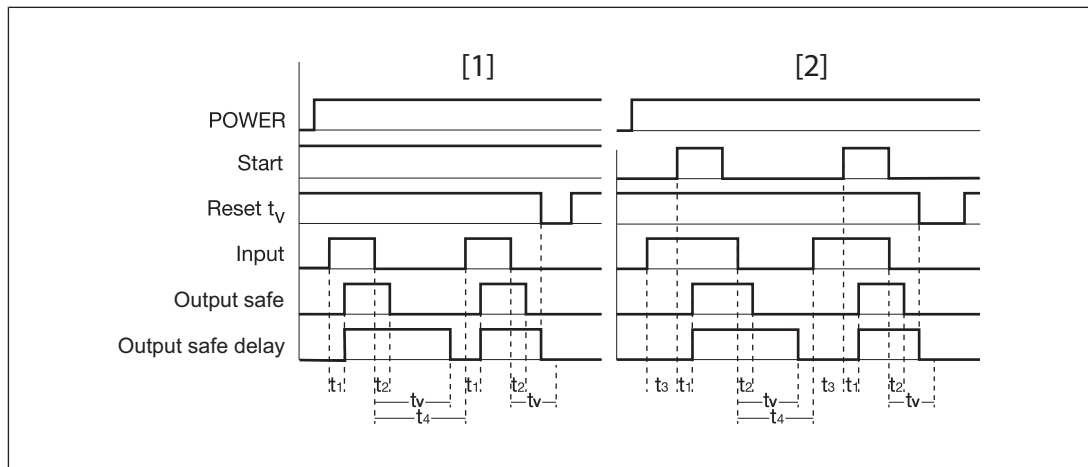 [1] [2]
POWER
Start
Reset tV
Input
Output safe
Output safe delay
t1 t2 t1 t2 t3 t1 t2 t3 t1 t2
tv tv tv tv
t4 t4